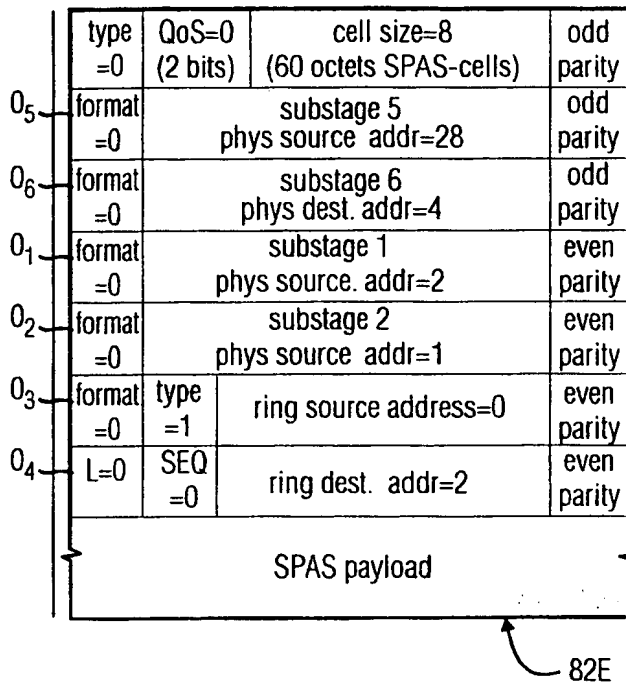 type QoS=0 cell size=8 odd
=0 (2 bits) (60 octets SPAS-cells) parity
O5 format substage 5 odd
=0 phys source addr=28 parity
O6 format substage 6 odd
=0 phys dest. addr=4 parity
O1 format substage 1 even
=0 phys source. addr=2 parity
O2 format substage 2 even
=0 phys source addr=1 parity
O3 format type ring source address=0 even
=0 =1 parity
O4 L=0 SEQ ring dest. addr=2 even
=0 parity
SPAS payload
82E